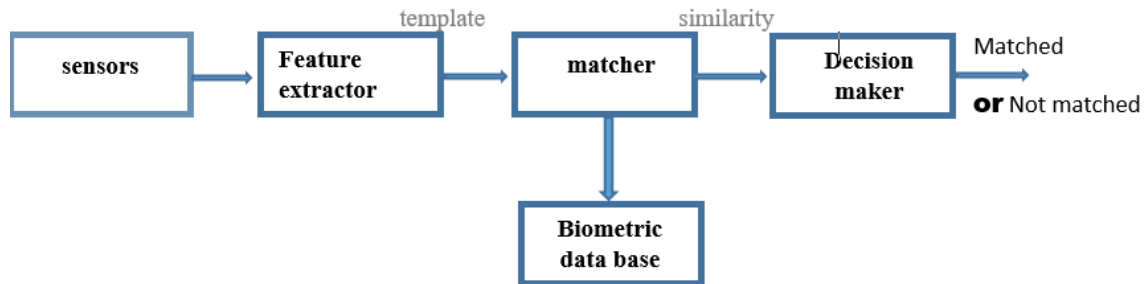 template
similarity
sensors
Feature
extractor
matcher
Decision
maker
Matched
or Not matched
Biometric
data base